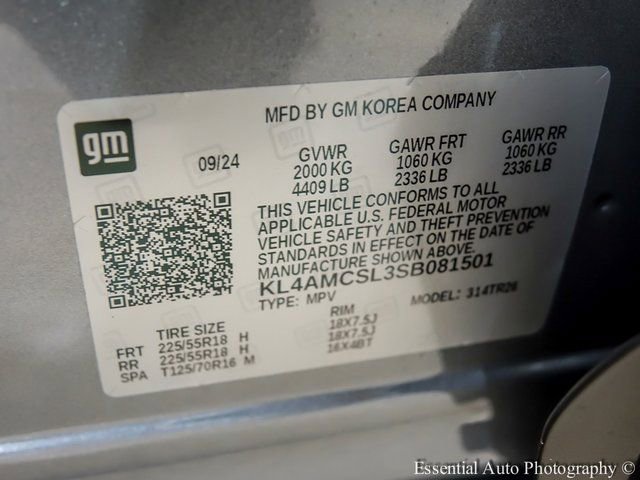 MFD BY GM KOREA COMPANY
gm
09/24
GVWR
2000 KG
4409 LB
GAWR FRT
1060 KG
2336 LB
GAWR RR
1060 KG
2336 LB
THIS VEHICLE CONFORMS TO ALL
APPLICABLE U.S. FEDERAL MOTOR
VEHICLE SAFETY AND THEFT PREVENTION
STANDARDS IN EFFECT ON THE DATE OF
MANUFACTURE SHOWN ABOVE.
KL4AMCSL3SB081501
TYPE: MPV
MODEL: 314TR26
TIRE SIZE
RIM
FRT 225/55R18 H 18X7.5J
RR 225/55R18 H 18X7.5J
SPA T125/70R16 M 16X4BT
Essential Auto Photography ©